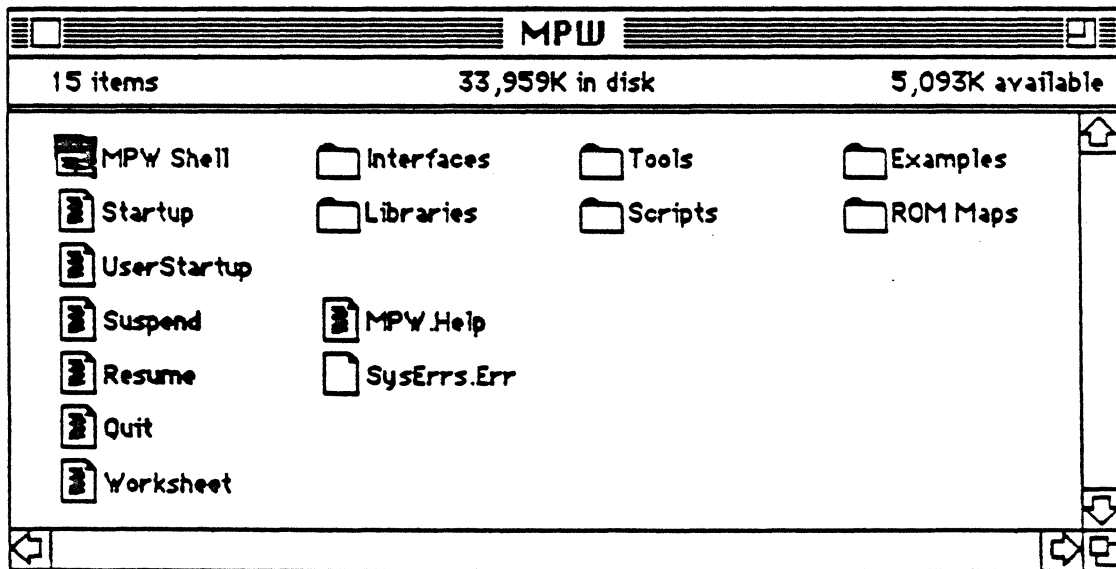 MPW
15 items 33,959K in disk 5,093K available
MPW Shell Interfaces Tools Examples
Startup Libraries Scripts ROM Maps
UserStartup
Suspend MPW.Help
Resume SysErrs.Err
Quit
Worksheet